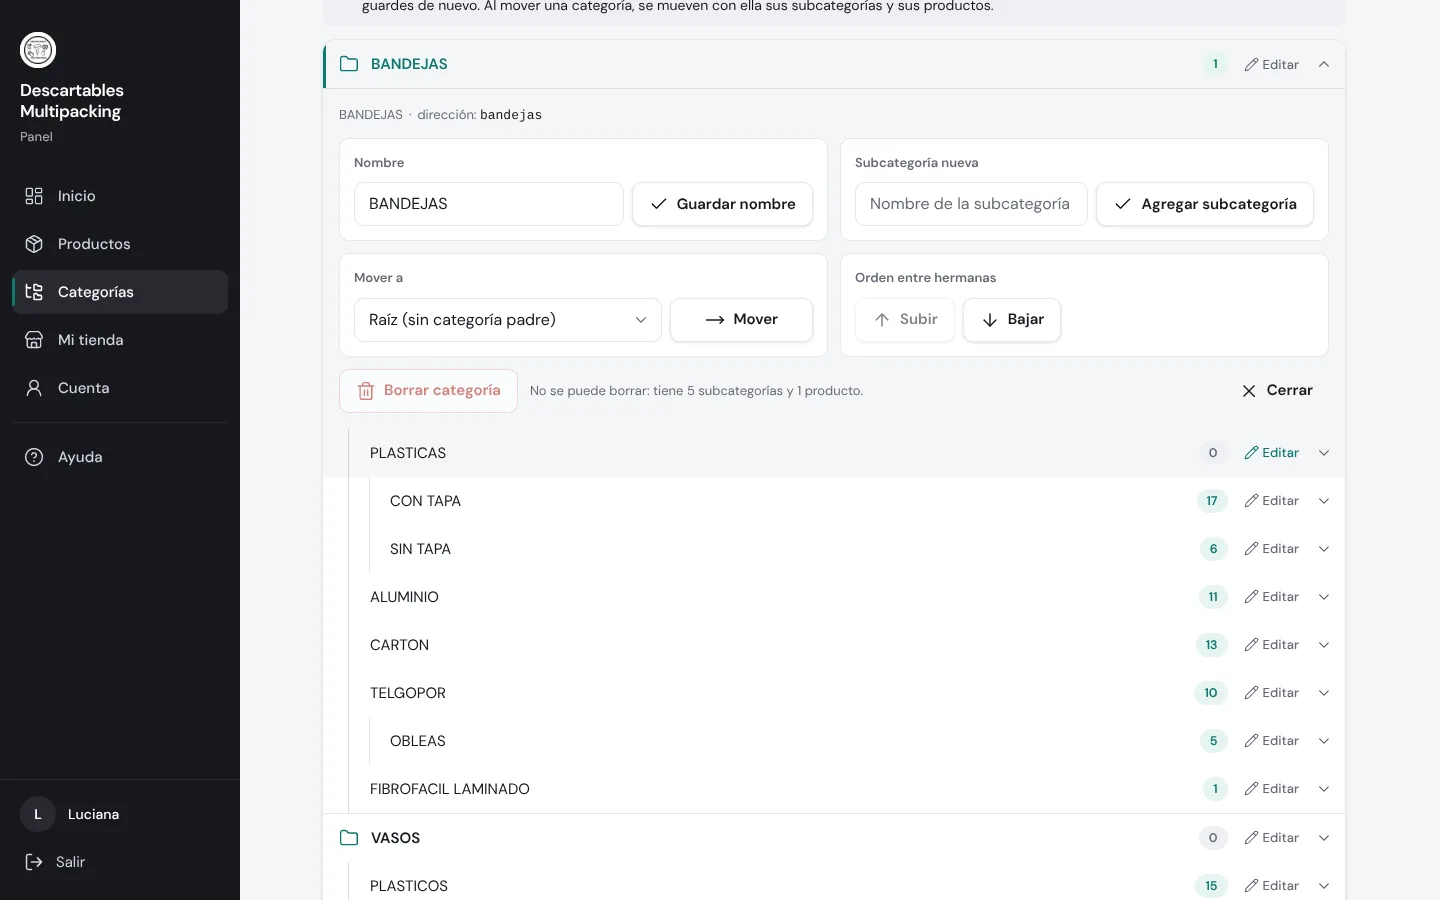 guardes de nuevo. Al mover una categoría, se mueven con ella sus subcategorías y sus productos.
Descartables
Multipacking
Panel
Inicio
Productos
Categorías
Mi tienda
Cuenta
Ayuda
L Luciana
Salir
BANDEJAS 1 Editar
BANDEJAS · dirección: bandejas
Nombre
BANDEJAS Guardar nombre
Subcategoría nueva
Nombre de la subcategoría Agregar subcategoría
Mover a
Raíz (sin categoría padre) Mover
Orden entre hermanas
Subir Bajar
Borrar categoría No se puede borrar: tiene 5 subcategorías y 1 producto. Cerrar
PLASTICAS 0 Editar
CON TAPA 17 Editar
SIN TAPA 6 Editar
ALUMINIO 11 Editar
CARTON 13 Editar
TELGOPOR 10 Editar
OBLEAS 5 Editar
FIBROFACIL LAMINADO 1 Editar
VASOS 0 Editar
PLASTICOS 15 Editar